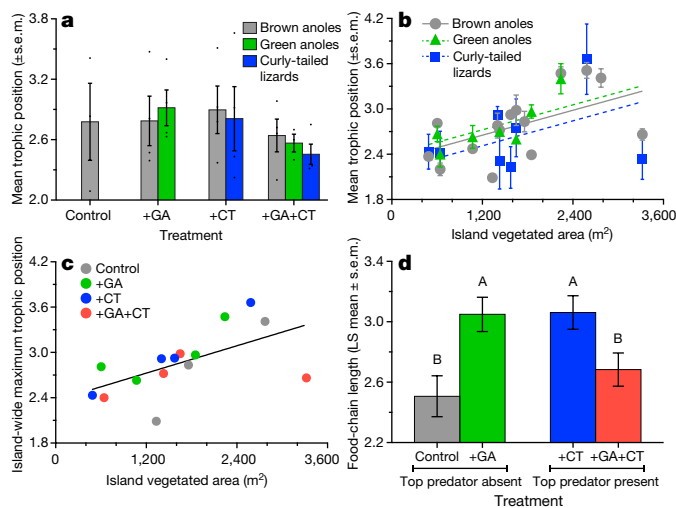 a
Mean trophic position (±s.e.m.)
3.8
3.2
2.6
2.0
Brown anoles
Green anoles
Curly-tailed
lizards
Control
+GA
+CT
+GA+CT
Treatment
b
Mean trophic position (±s.e.m.)
4.2
3.6
3.0
2.4
1.8
Brown anoles
Green anoles
Curly-tailed
lizards
0
1,200
2,400
3,600
Island vegetated area (m²)
c
Island-wide maximum trophic position
4.2
3.6
3.0
2.4
1.8
Control
+GA
+CT
+GA+CT
0
1,200
2,400
3,600
Island vegetated area (m²)
d
Food-chain length (LS mean ± s.e.m.)
3.4
3.0
2.6
2.2
B
A
A
B
Control
+GA
+CT
+GA+CT
Top predator absent
Top predator present
Treatment